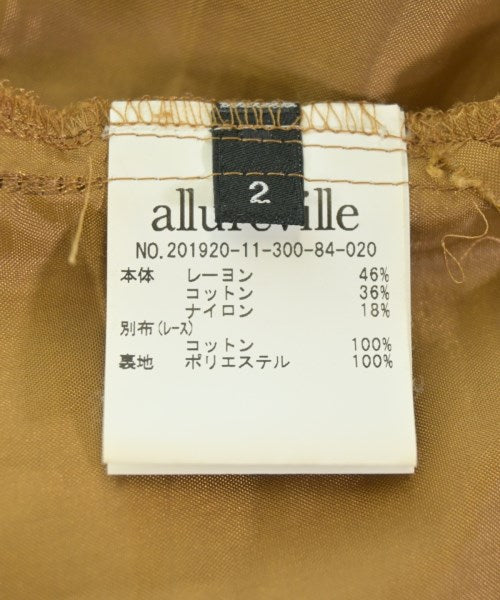 2
allureville
NO.201920-11-300-84-020
本体 レーヨン 46%
コットン 36%
ナイロン 18%
別布(レース)
コットン 100%
裏地 ポリエステル 100%